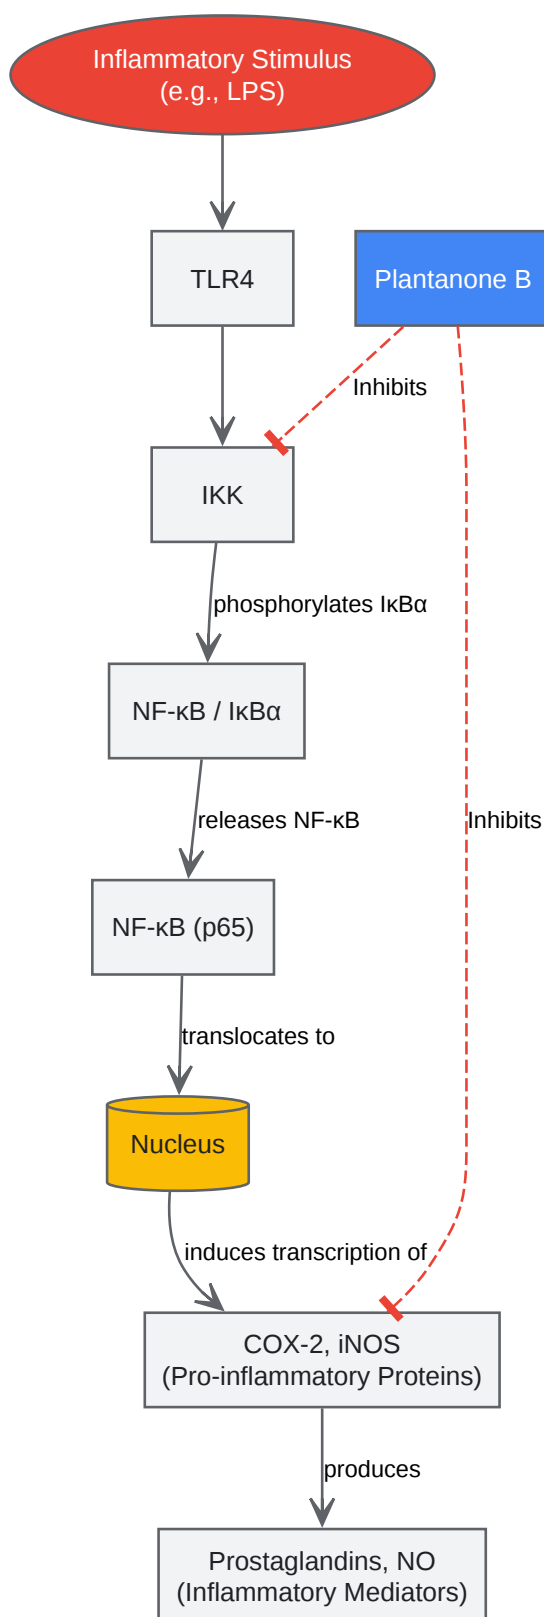 Inflammatory Stimulus
(e.g., LPS)
TLR4
Plantanone B
Inhibits
IKK
phosphorylates IκBα
NF-κB / IκBα
releases NF-κB
Inhibits
NF-κB (p65)
translocates to
Nucleus
induces transcription of
COX-2, iNOS
(Pro-inflammatory Proteins)
produces
Prostaglandins, NO
(Inflammatory Mediators)